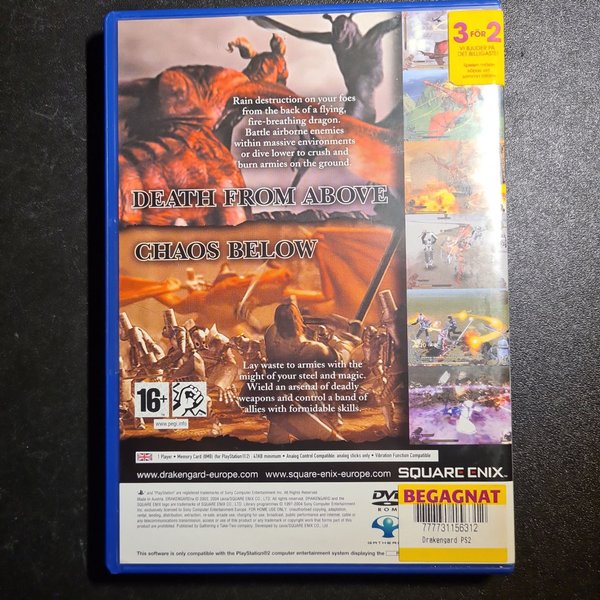 3 FÖR 2
VI BJUDER PÅ
DET BILLIGASTE!
Rain destruction on your foes
from the back of a flying,
fire-breathing dragon.
Battle airborne enemies
within massive environments
or dive lower to crush and
burn armies on the ground.
DEATH FROM ABOVE
CHAOS BELOW
Lay waste to armies with the
might of your steel and magic.
Wield an arsenal of deadly
weapons and control a band of
allies with formidable skills.
16+
www.pegi.info
1 Player • Memory Card (8MB) (for PlayStation®2) : 47KB minimum • Analog Control Compatible: analog sticks only • Vibration Function Compatible
www.drakengard-europe.com www.square-enix-europe.com SQUARE ENIX
DVD
ROM
BEGAGNAT
777731156312
Drakengard PS2
This software is only compatible with the PlayStation®2 computer entertainment system displaying the